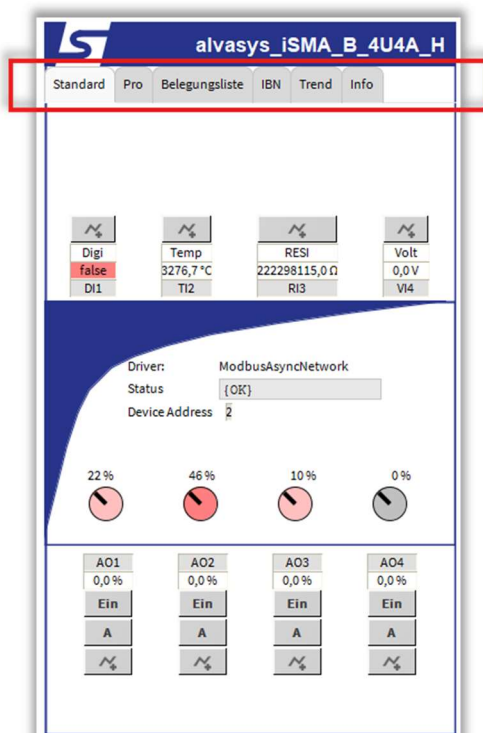 alvasys_iSMA_B_4U4A_H
Standard Pro Belegungsliste IBN Trend Info
Digi Temp RESI Volt
false 3276,7 °C 222298115,0 Ω 0,0 V
DI1 TI2 RI3 VI4
Driver: ModbusAsyncNetwork
Status {OK}
Device Address 2
22 % 46 % 10 % 0 %
AO1 AO2 AO3 AO4
0,0 % 0,0 % 0,0 % 0,0 %
Ein Ein Ein Ein
A A A A